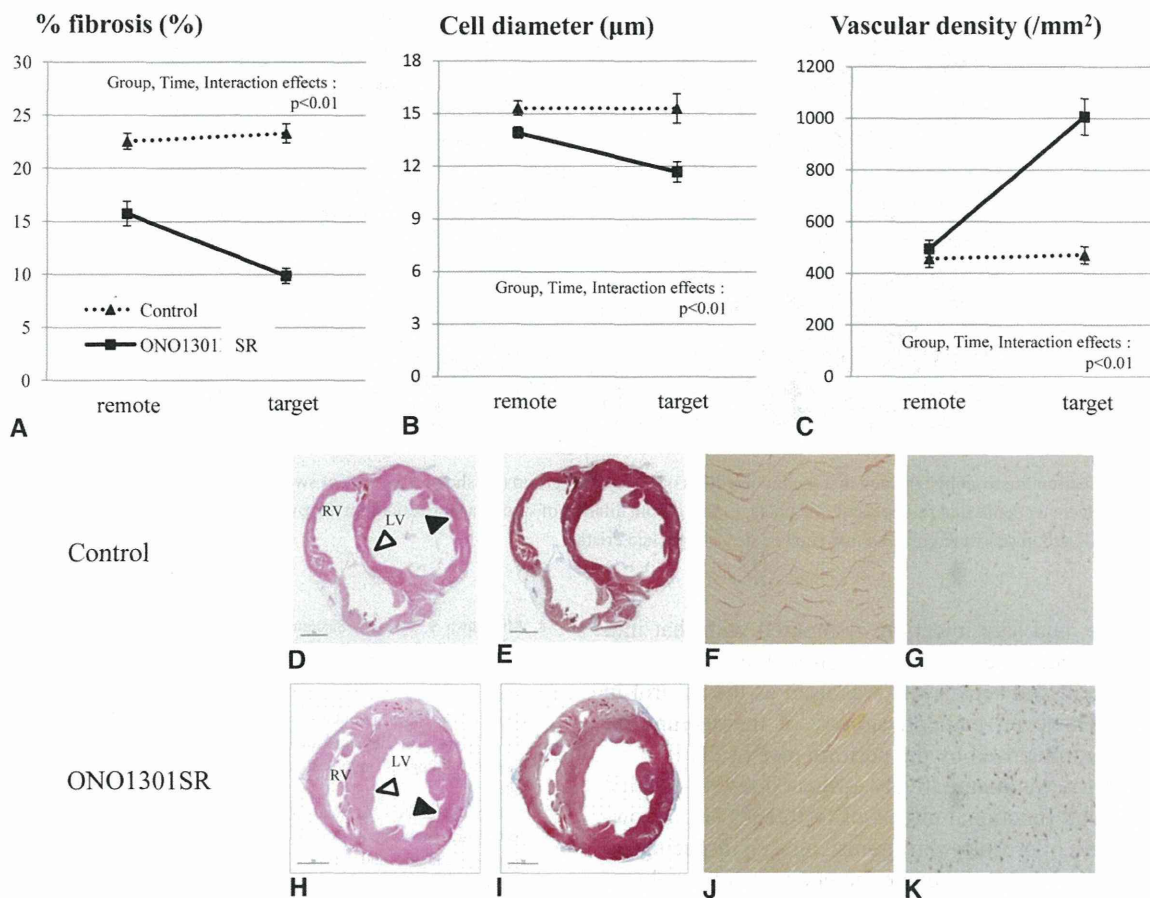 % fibrosis (%)
Cell diameter (µm)
Vascular density (/mm²)
30
25
20
15
10
5
0
Group, Time, Interaction effects :
p<0.01
Control
ONO1301 SR
remote
target
A
18
15
12
9
6
3
0
Group, Time, Interaction effects :
p<0.01
remote
target
B
1200
1000
800
600
400
200
0
Group, Time, Interaction effects :
p<0.01
remote
target
C
Control
RV
LV
D
E
F
G
ONO1301SR
RV
LV
H
I
J
K